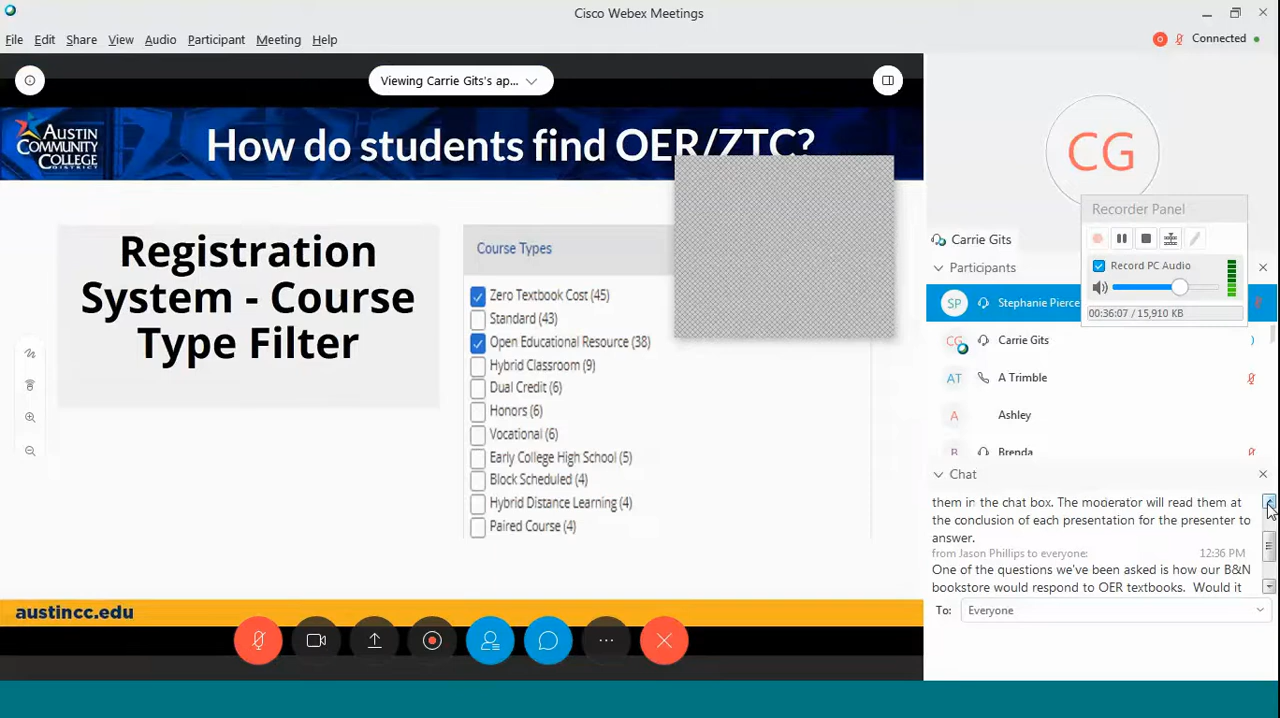 Cisco Webex Meetings
File Edit Share View Audio Participant Meeting Help
Connected
Viewing Carrie Gits's ap...
AUSTIN
COMMUNITY
COLLEGE
DISTRICT
How do students find OER/ZTC?
Registration
System - Course
Type Filter
Course Types
Zero Textbook Cost (45)
Standard (43)
Open Educational Resource (38)
Hybrid Classroom (9)
Dual Credit (6)
Honors (6)
Vocational (6)
Early College High School (5)
Block Scheduled (4)
Hybrid Distance Learning (4)
Paired Course (4)
austincc.edu
CG
Carrie Gits
Recorder Panel
Record PC Audio
00:36:07 / 15,910 KB
Participants
SP Stephanie Pierce
CG Carrie Gits
AT A Trimble
A Ashley
B Brenda
Chat
them in the chat box. The moderator will read them at
the conclusion of each presentation for the presenter to
answer.
from Jason Phillips to everyone: 12:36 PM
One of the questions we've been asked is how our B&N
bookstore would respond to OER textbooks. Would it
To: Everyone